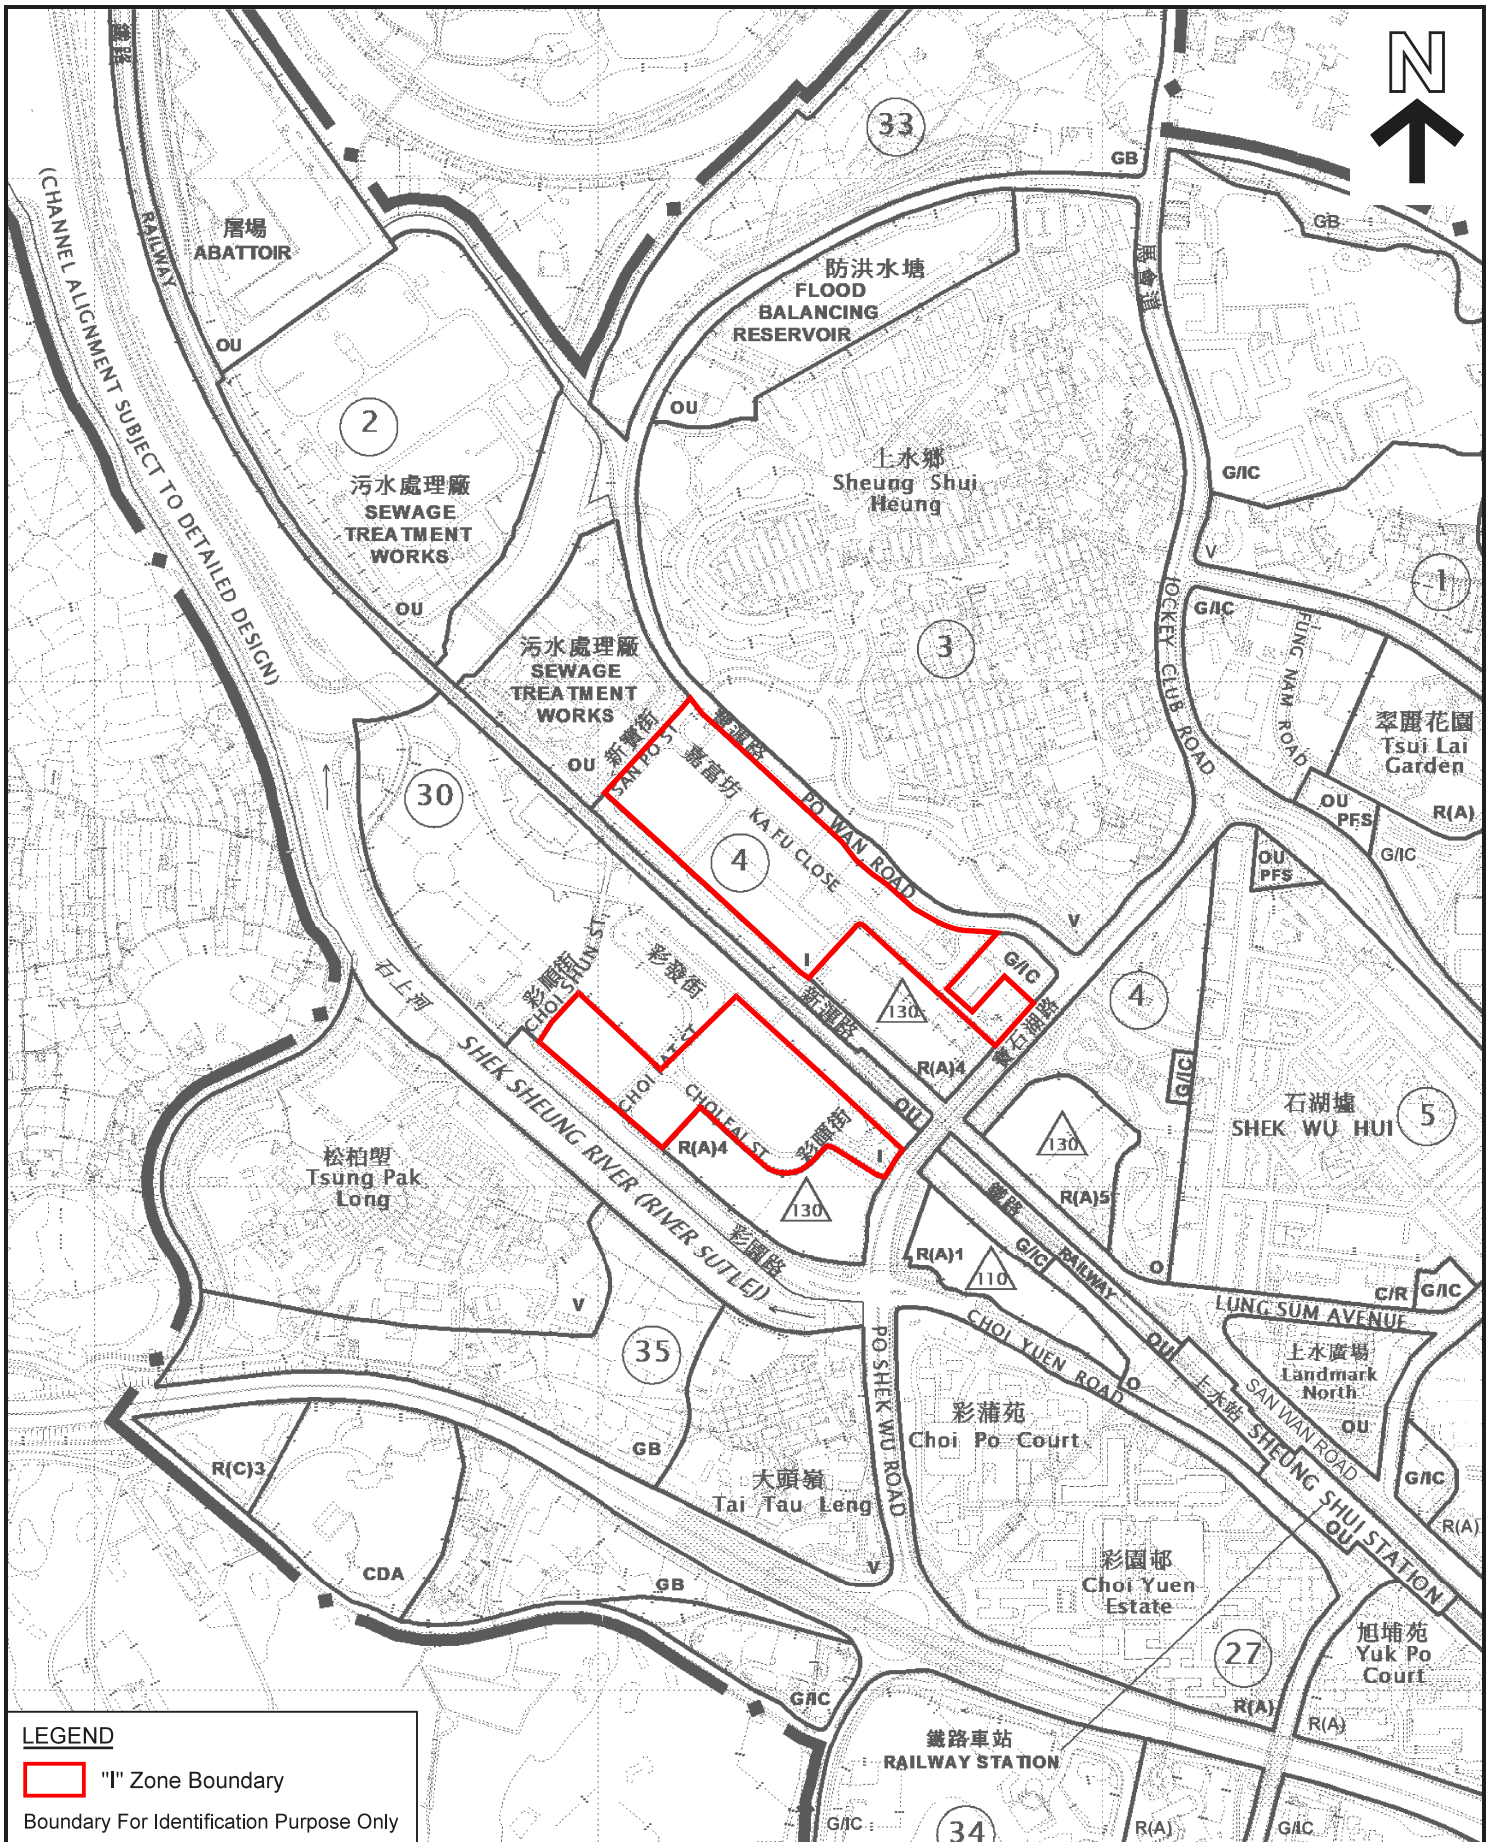 N
鐵路
33
GB
(CHANNEL ALIGNMENT SUBJECT TO DETAILED DESIGN)
RAILWAY
屠場
ABATTOIR
GB
馬會道
防洪水塘
FLOOD
BALANCING
RESERVOIR
OU
OU
2
上水鄉
Sheung Shui
Heung
G/IC
污水處理廠
SEWAGE
TREATMENT
WORKS
V
1
OU
JOCKEY CLUB ROAD
G/IC
FUNG NAM ROAD
污水處理廠
SEWAGE
TREATMENT
WORKS
3
翠麗花園
Tsui Lai
Garden
新寶街
SAN PO ST
寶運路
PO WAN ROAD
嘉富坊
KA FU CLOSE
OU
30
OU
PFS
R(A)
G/IC
4
OU
PFS
V
I
G/IC
彩順街
CHOI SHUN ST
彩發街
CHOI FAT ST
石上河
新運路
130
寶石湖路
4
SHEK SHEUNG RIVER (RIVER SUTLEJ)
R(A)4
G/IC
OU
石湖墟
SHEK WU HUI
5
CHOI FAI ST
彩暉街
R(A)4
I
130
松柏塱
Tsung Pak
Long
130
R(A)5
鐵路
RAILWAY
彩園路
R(A)1
G/IC
110
O
C/R
G/IC
V
LUNG SUM AVENUE
35
PO SHEK WU ROAD
CHOI YUEN ROAD
O
OU
上水廣場
Landmark
North
OU
上水站 SHEUNG SHUI STATION
SAN WAN ROAD
彩蒲苑
Choi Po Court
GB
R(C)3
大頭嶺
Tai Tau Leng
G/IC
R(A)
OU
V
CDA
GB
彩園邨
Choi Yuen
Estate
旭埔苑
Yuk Po
Court
27
G/IC
R(A)
R(A)
鐵路車站
RAILWAY STATION
34
G/IC
R(A)
G/IC
LEGEND
"I" Zone Boundary
Boundary For Identification Purpose Only